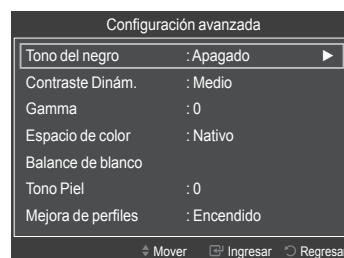 Configuración avanzada
Tono del negro : Apagado ►
Contraste Dinám. : Medio
Gamma : 0
Espacio de color : Nativo
Balance de blanco
Tono Piel : 0
Mejora de perfiles : Encendido
Mover Ingresar Regresar